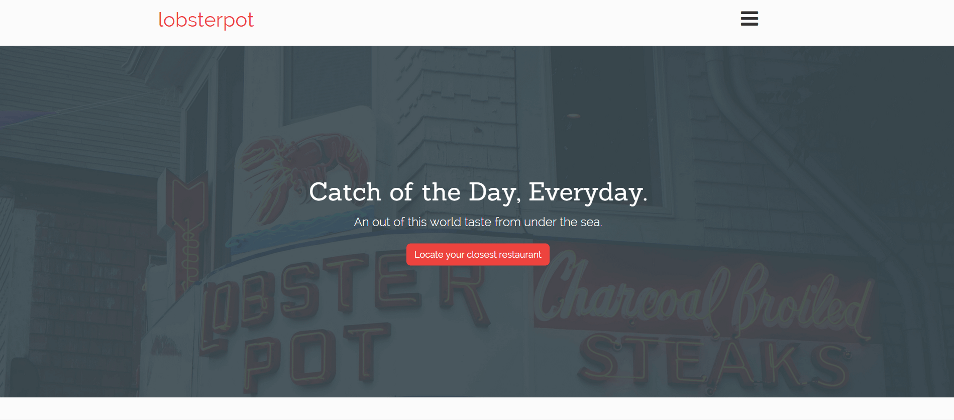 lobsterpot
Catch of the Day, Everyday.
An out of this world taste from under the sea.
Locate your closest restaurant
LOBSTER
POT
Charcoal Broiled
STEAKS